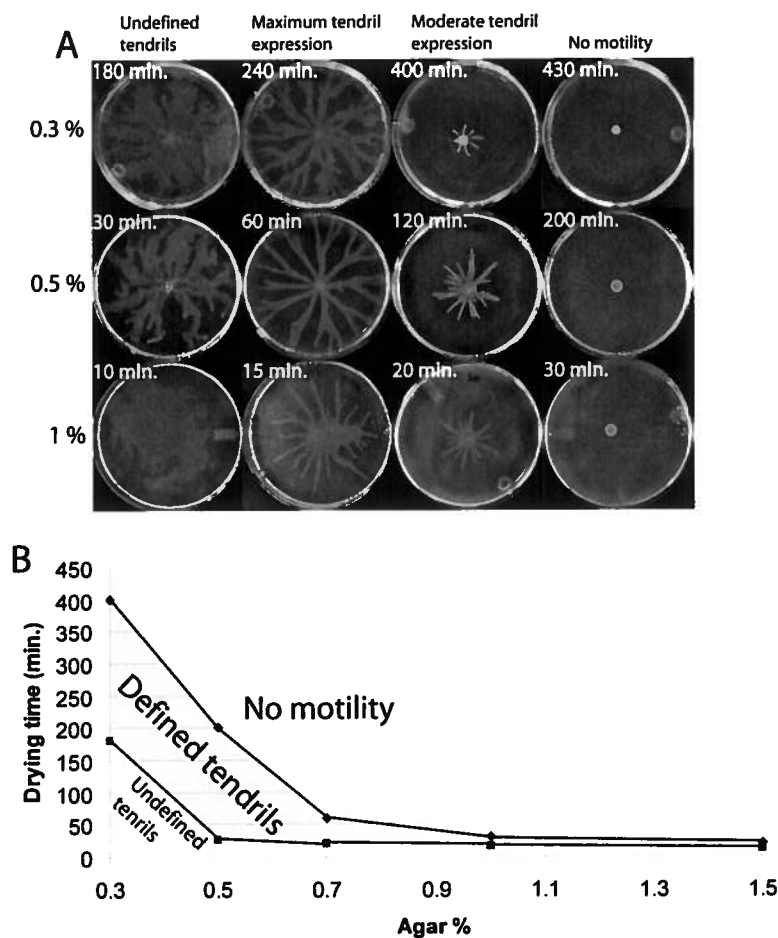 A
Undefined tendrils
Maximum tendril expression
Moderate tendril expression
No motility
0.3 %
180 min.
240 min.
400 min.
430 min.
0.5 %
30 min.
60 min
120 min.
200 min.
1 %
10 min.
15 min.
20 min.
30 min.
B
Drying time (min.)
450
400
350
300
250
200
150
100
50
0
No motility
Defined tendrils
Undefined
tenrils
0.3
0.5
0.7
0.9
1.1
1.3
1.5
Agar %